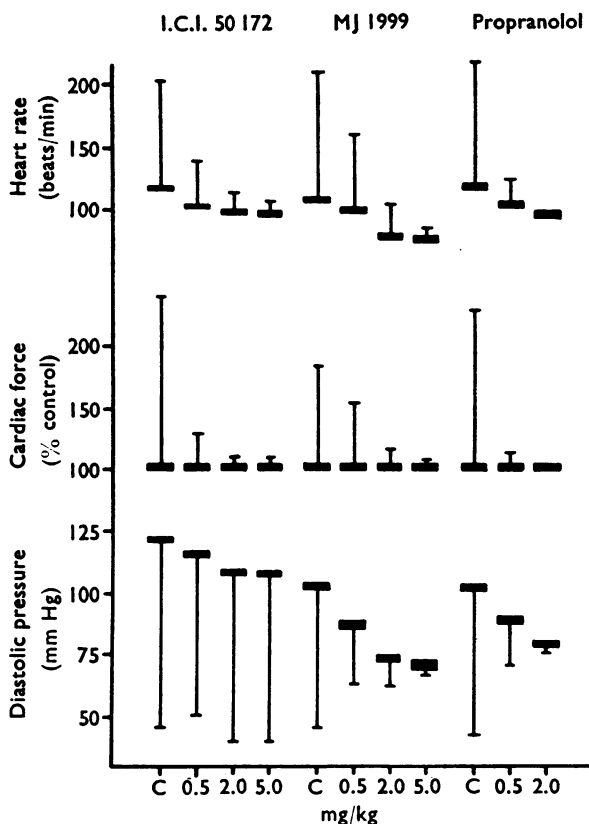 I.C.I. 50 172 MJ 1999 Propranolol
Heart rate
(beats/min)
200
150
100
Cardiac force
(% control)
200
150
100
Diastolic pressure
(mm Hg)
125
100
75
50
C 0.5 2.0 5.0 C 0.5 2.0 5.0 C 0.5 2.0
mg/kg